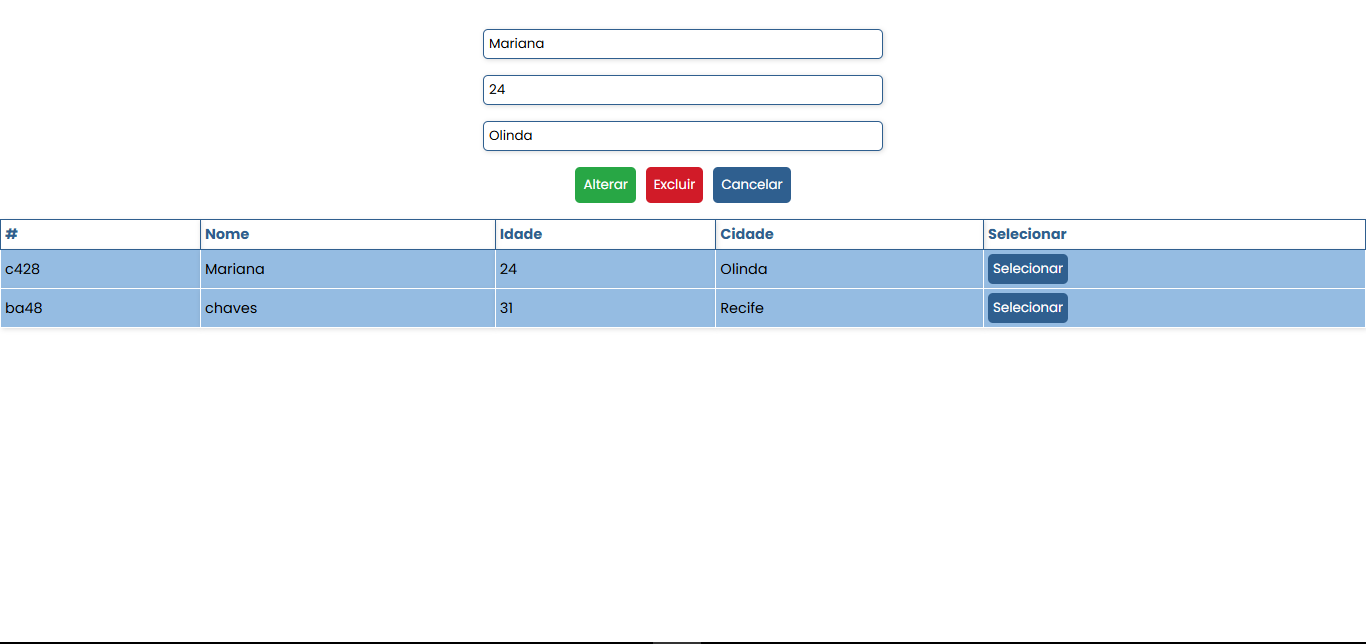 Mariana
24
Olinda
Alterar Excluir Cancelar
# Nome Idade Cidade Selecionar
c428 Mariana 24 Olinda Selecionar
ba48 chaves 31 Recife Selecionar